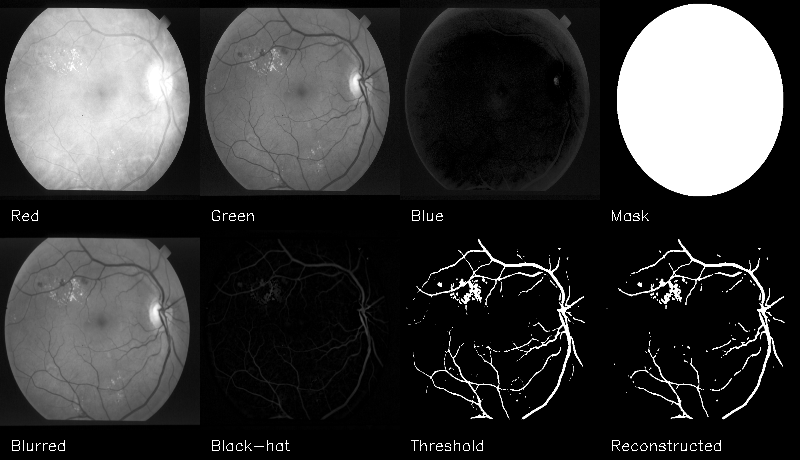 Red
Green
Blue
Mask
Blurred
Black-hat
Threshold
Reconstructed